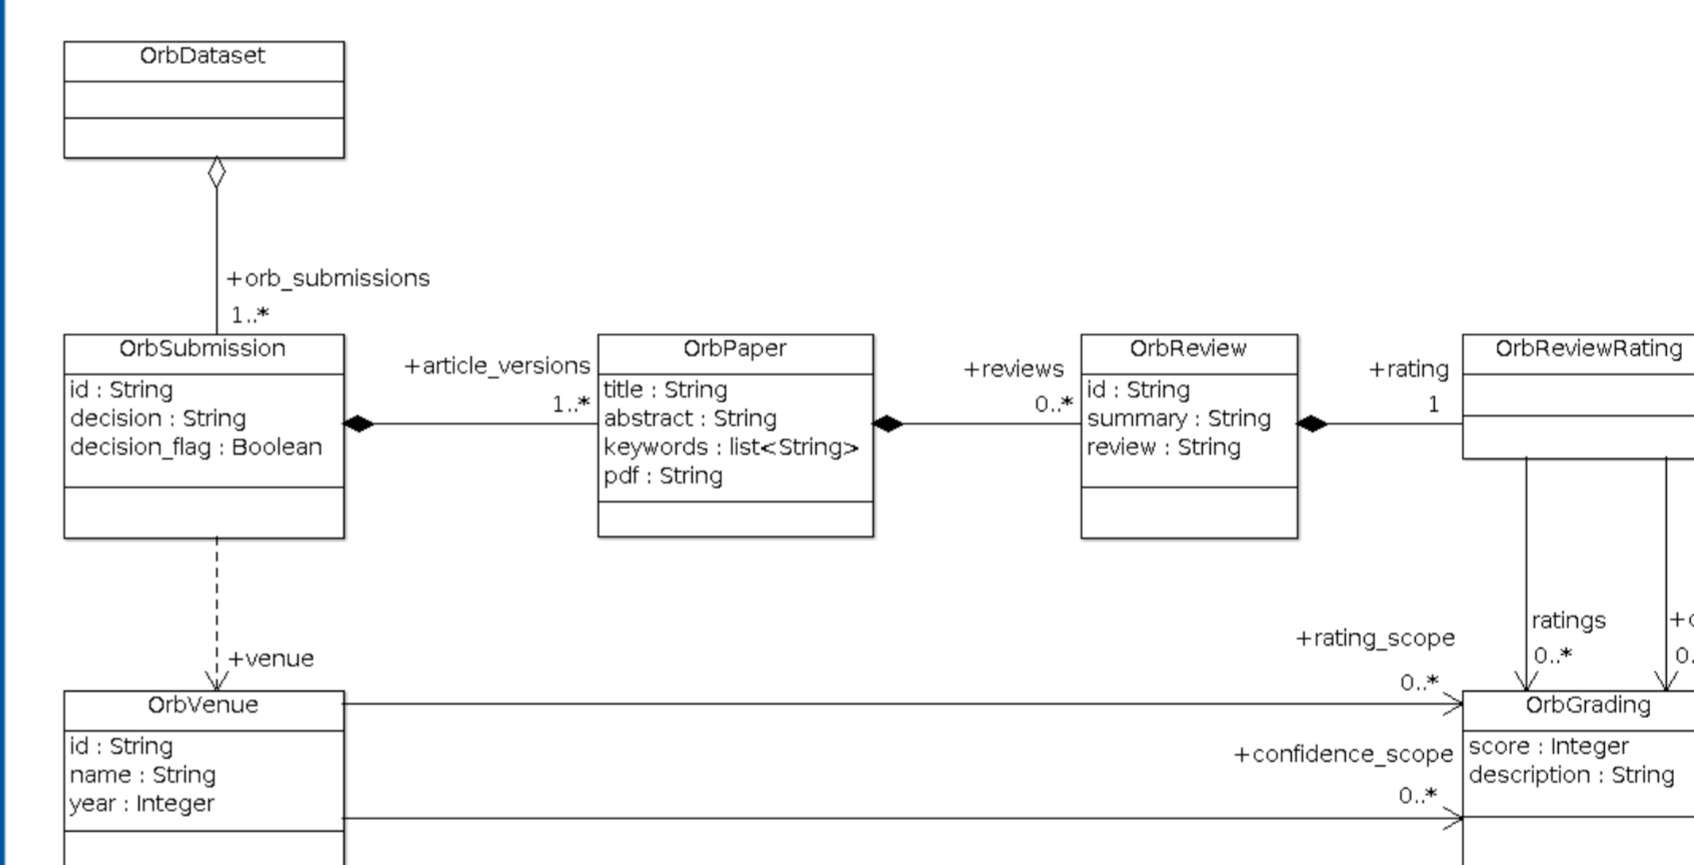 OrbDataset
+orb_submissions
1..*
OrbSubmission
id : String
decision : String
decision_flag : Boolean
+article_versions
1..*
OrbPaper
title : String
abstract : String
keywords : list<String>
pdf : String
+reviews
0..*
OrbReview
id : String
summary : String
review : String
+rating
1
OrbReviewRating
ratings
0..*
+venue
OrbVenue
id : String
name : String
year : Integer
+rating_scope
0..*
+confidence_scope
0..*
OrbGrading
score : Integer
description : String